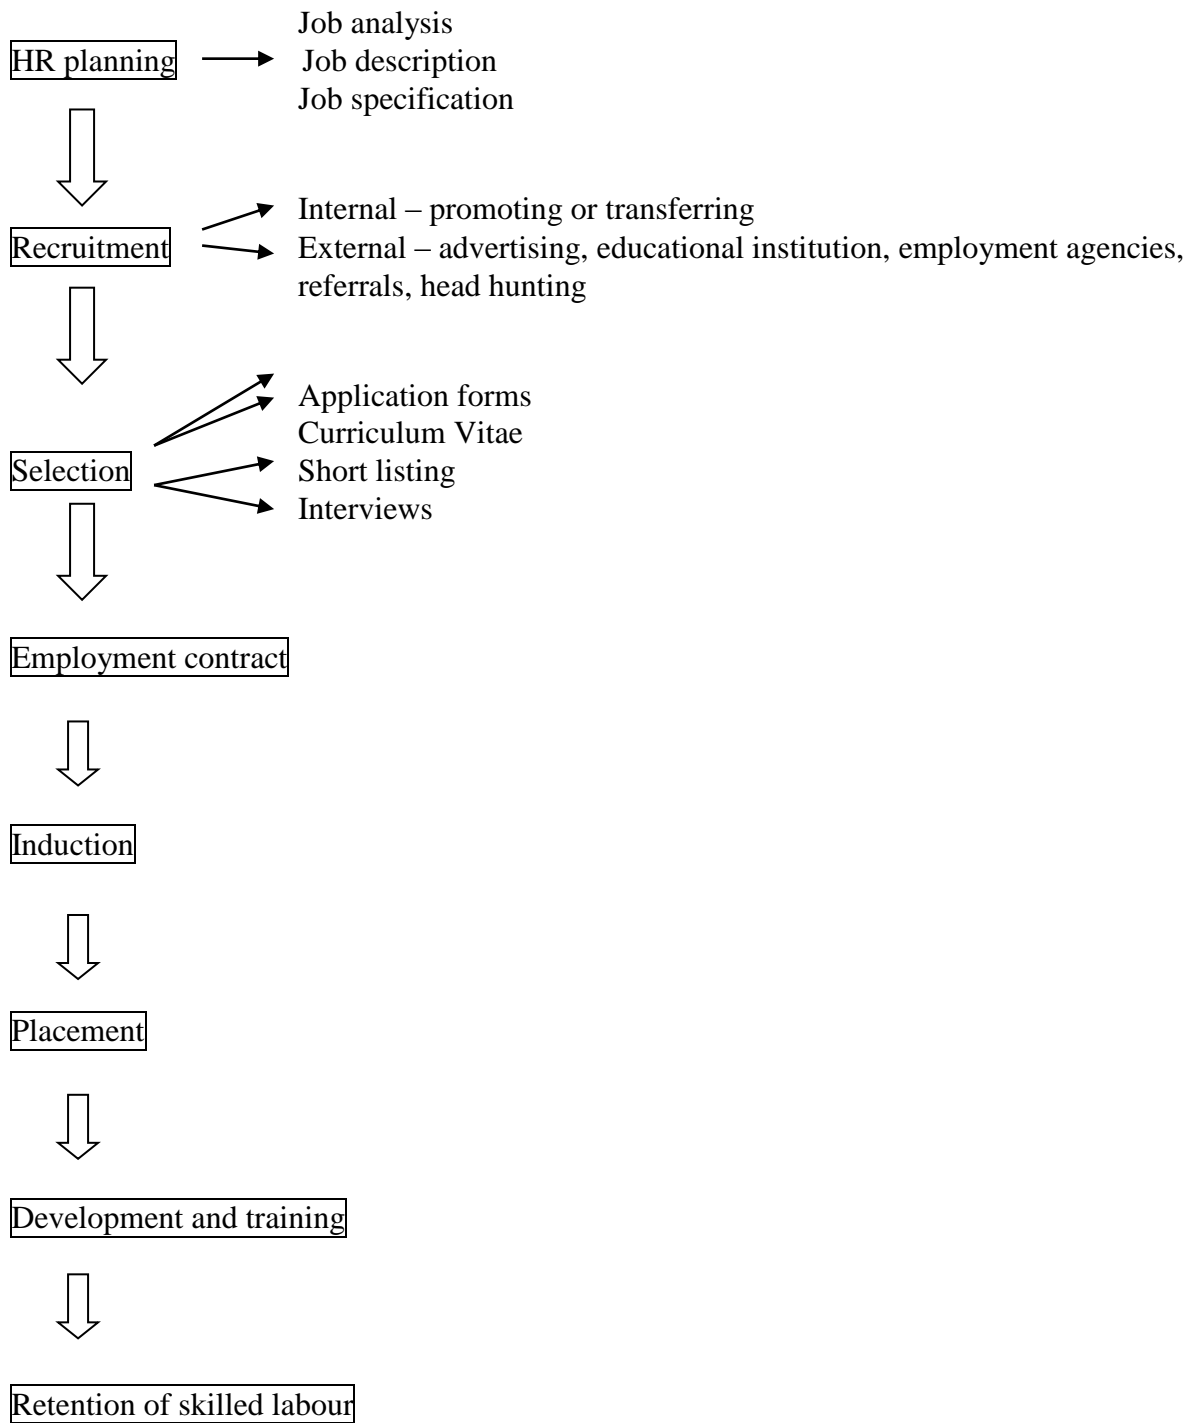 Job analysis
HR planning
Job description
Job specification
Internal – promoting or transferring
Recruitment
External – advertising, educational institution, employment agencies,
referrals, head hunting
Application forms
Curriculum Vitae
Selection
Short listing
Interviews
Employment contract
Induction
Placement
Development and training
Retention of skilled labour